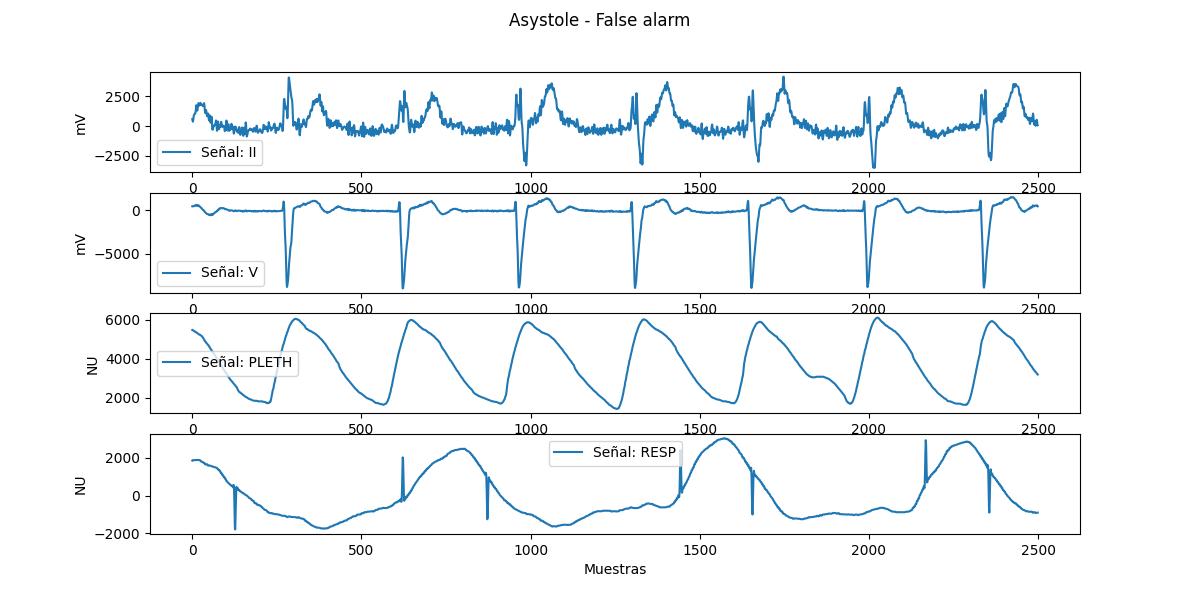 Asystole - False alarm
2500
0
−2500
mV
Señal: II
0 500 1000 1500 2000 2500
0
−5000
mV
Señal: V
0 500 1000 1500 2000 2500
6000
4000
2000
NU
Señal: PLETH
0 500 1000 1500 2000 2500
2000
0
−2000
NU
Señal: RESP
0 500 1000 1500 2000 2500
Muestras